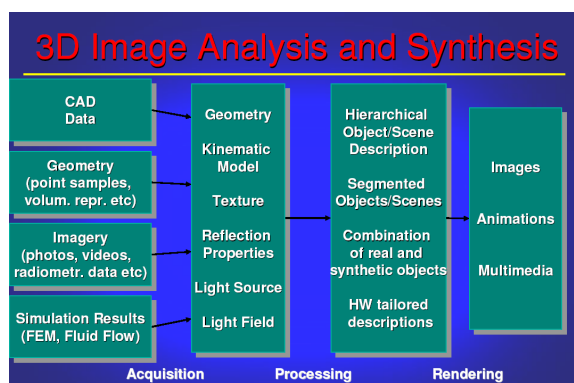 3D Image Analysis and Synthesis
CAD
Data
Geometry
(point samples,
volum. repr. etc)
Imagery
(photos, videos,
radiometr. data etc)
Simulation Results
(FEM, Fluid Flow)
Geometry
Kinematic
Model
Texture
Reflection
Properties
Light Source
Light Field
Hierarchical
Object/Scene
Description
Segmented
Objects/Scenes
Combination
of real and
synthetic objects
HW tailored
descriptions
Images
Animations
Multimedia
Acquisition
Processing
Rendering